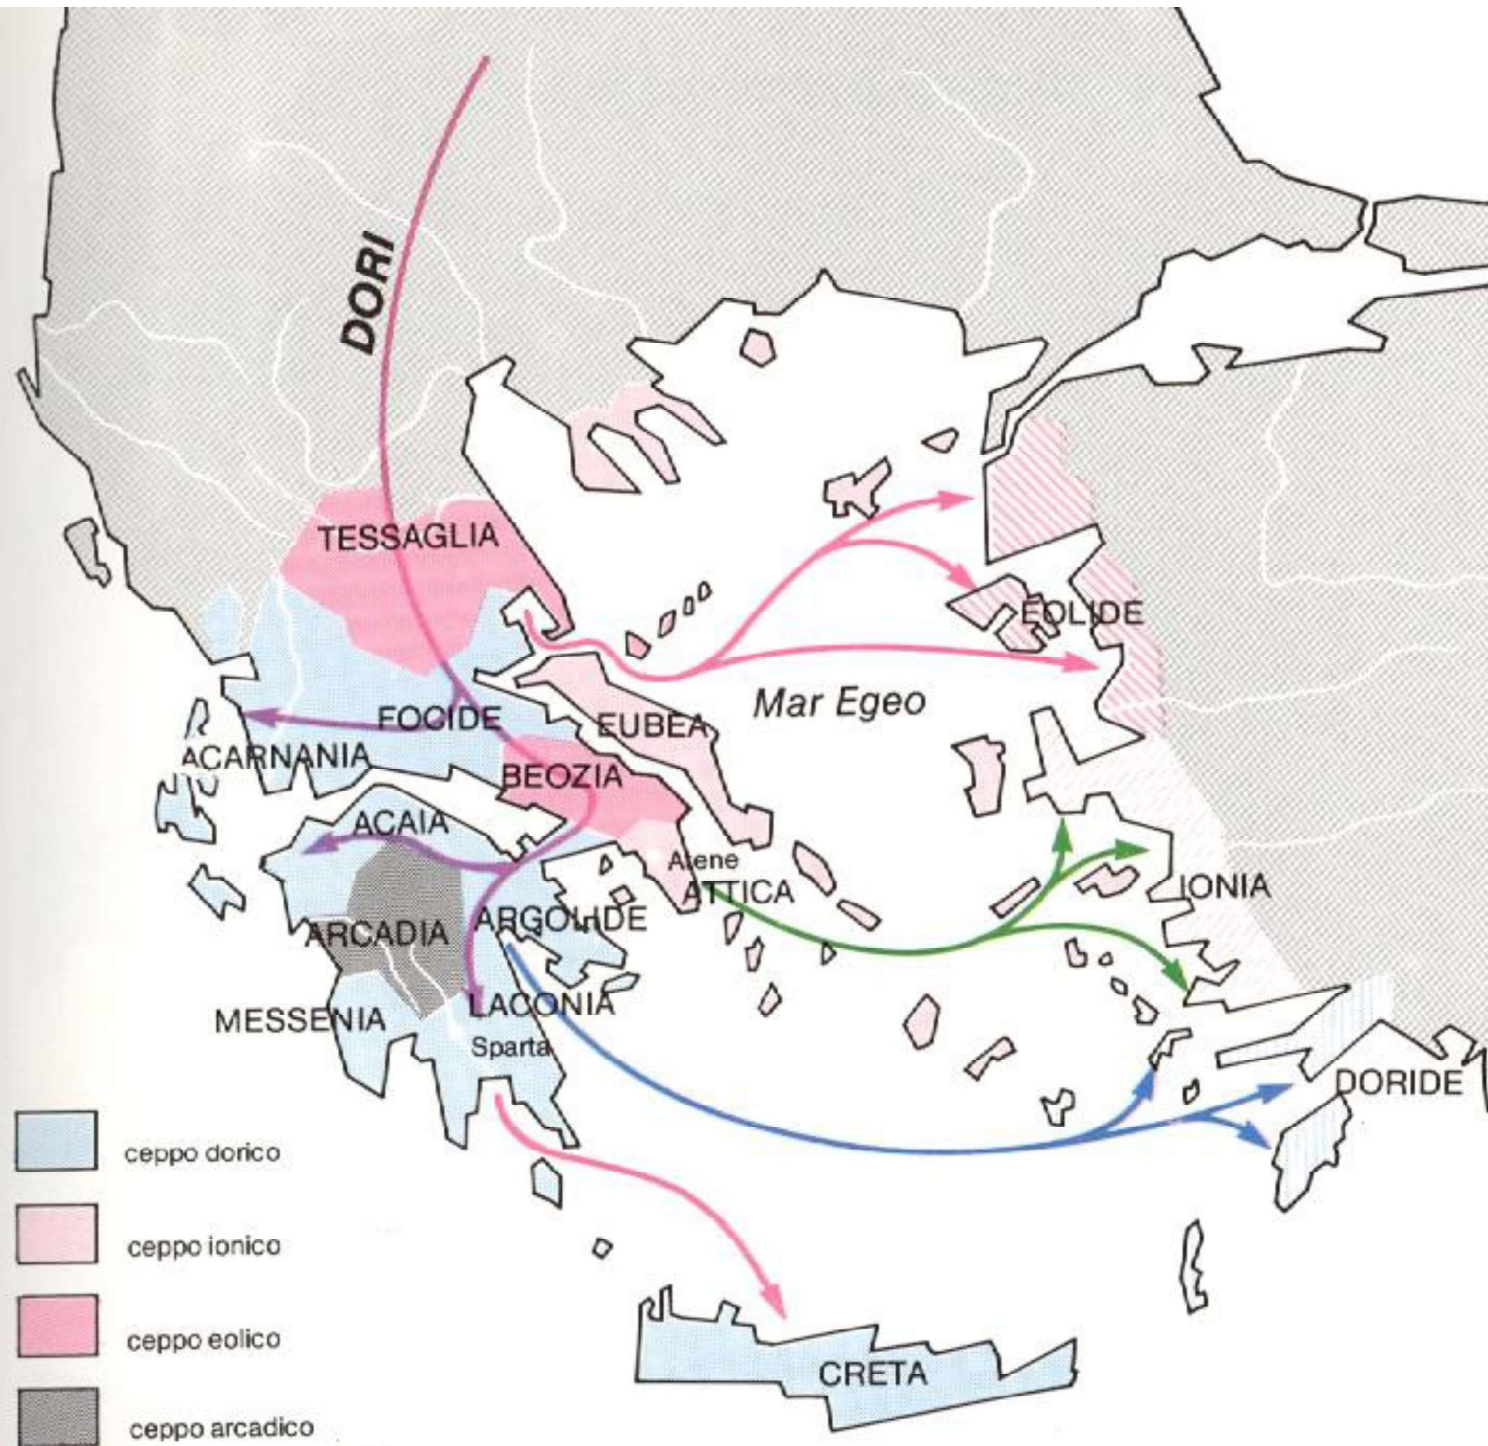 DORI
TESSAGLIA
EOLIDE
Mar Egeo
FOCIDE
EUBEA
ACARNANIA
BEOZIA
ACAIA
Atene
ATTICA
IONIA
ARCADIA
ARGOLIDE
LACONIA
MESSENIA
Sparta
DORIDE
CRETA
ceppo dorico
ceppo ionico
ceppo eolico
ceppo arcadico